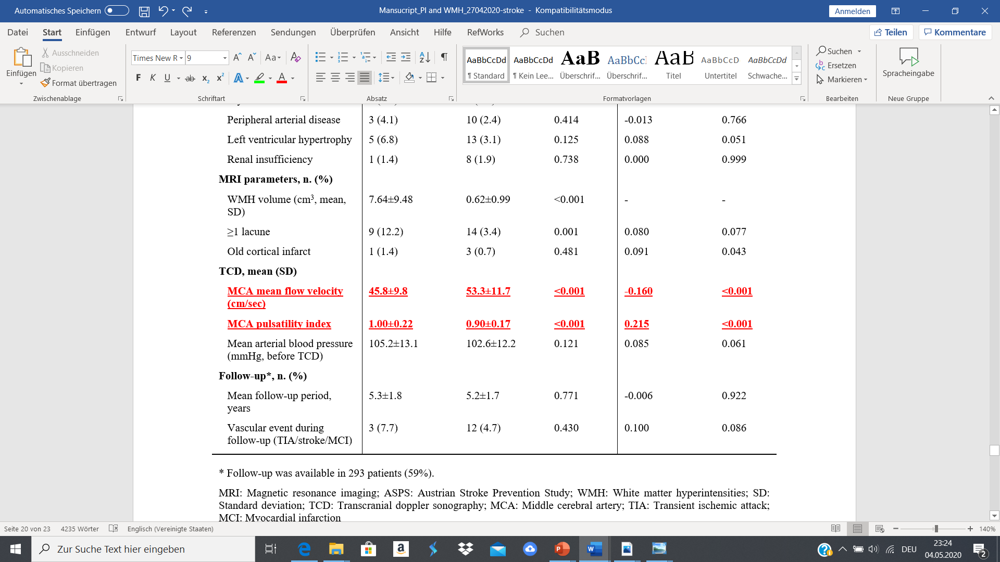 Automatisches Speichern
Mansucript_PI and WMH_27042020-stroke - Kompatibilitätsmodus
Anmelden
Datei Start Einfügen Entwurf Layout Referenzen Sendungen Überprüfen Ansicht Hilfe RefWorks Suchen Teilen Kommentare
Einfügen
Ausschneiden
Kopieren
Format übertragen
Zwischenablage
Times New R 9
F K U ab x₂ x²
Schriftart
Absatz
AaBbCcDd AaBbCcDd AaB AaBbCcl AaB AaBbCcD AaBbCcDd
¶ Standard ¶ Kein Lee... Überschrif... Überschrif... Titel Untertitel Schwache...
Formatvorlagen
Suchen
Ersetzen
Markieren
Bearbeiten
Spracheingabe
Neue Gruppe
Peripheral arterial disease 3 (4.1) 10 (2.4) 0.414 -0.013 0.766
Left ventricular hypertrophy 5 (6.8) 13 (3.1) 0.125 0.088 0.051
Renal insufficiency 1 (1.4) 8 (1.9) 0.738 0.000 0.999
MRI parameters, n. (%)
WMH volume (cm³, mean, 7.64±9.48 0.62±0.99 <0.001 - -
SD)
≥1 lacune 9 (12.2) 14 (3.4) 0.001 0.080 0.077
Old cortical infarct 1 (1.4) 3 (0.7) 0.481 0.091 0.043
TCD, mean (SD)
MCA mean flow velocity 45.8±9.8 53.3±11.7 <0.001 -0.160 <0.001
(cm/sec)
MCA pulsatility index 1.00±0.22 0.90±0.17 <0.001 0.215 <0.001
Mean arterial blood pressure 105.2±13.1 102.6±12.2 0.121 0.085 0.061
(mmHg, before TCD)
Follow-up*, n. (%)
Mean follow-up period, 5.3±1.8 5.2±1.7 0.771 -0.006 0.922
years
Vascular event during 3 (7.7) 12 (4.7) 0.430 0.100 0.086
follow-up (TIA/stroke/MCI)
* Follow-up was available in 293 patients (59%).
MRI: Magnetic resonance imaging; ASPS: Austrian Stroke Prevention Study; WMH: White matter hyperintensities; SD:
Standard deviation; TCD: Transcranial doppler sonography; MCA: Middle cerebral artery; TIA: Transient ischemic attack;
MCI: Myocardial infarction
Seite 20 von 23 4235 Wörter Englisch (Vereinigte Staaten) 140%
Zur Suche Text hier eingeben
DEU
23:24
04.05.2020
2